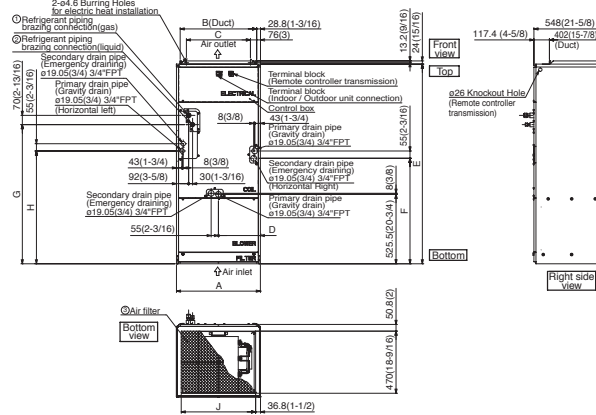 2-ø4.6 Burring Holes
for electric heat installation
①Refrigerant piping
brazing connection(gas)
②Refrigerant piping
brazing connection(liquid)
Secondary drain pipe
(Emergency draining)
ø19.05(3/4) 3/4"FPT
Primary drain pipe
(Gravity drain)
ø19.05(3/4) 3/4"FPT
(Horizontal left)
70(2-13/16)
55(2-3/16)
B(Duct)
C
Air outlet
28.8(1-3/16)
76(3)
13.2(9/16)
24(15/16)
Front
view
Top
Terminal block
(Remote controller transmission)
Terminal block
(Indoor / Outdoor unit connection)
Control box
ELECTRICAL
8(3/8)
43(1-3/4)
Primary drain pipe
(Gravity drain)
ø19.05(3/4) 3/4"FPT
55(2-3/16)
E
Secondary drain pipe
(Emergency draining)
ø19.05(3/4) 3/4"FPT
(Horizontal Right)
43(1-3/4)
8(3/8)
92(3-5/8)
30(1-3/16)
G
H
COIL
8(3/8)
F
Secondary drain pipe
(Emergency draining)
ø19.05(3/4) 3/4"FPT
Primary drain pipe
(Gravity drain)
ø19.05(3/4) 3/4"FPT
55(2-3/16)
D
525.5(20-3/4)
BLOWER
FILTER
Bottom
Air inlet
A
548(21-5/8)
117.4 (4-5/8)
402(15-7/8)
(Duct)
ø26 Knockout Hole
(Remote controller
transmission)
Right side
view
③Air filter
Bottom
view
50.8(2)
470(18-9/16)
J
36.8(1-1/2)